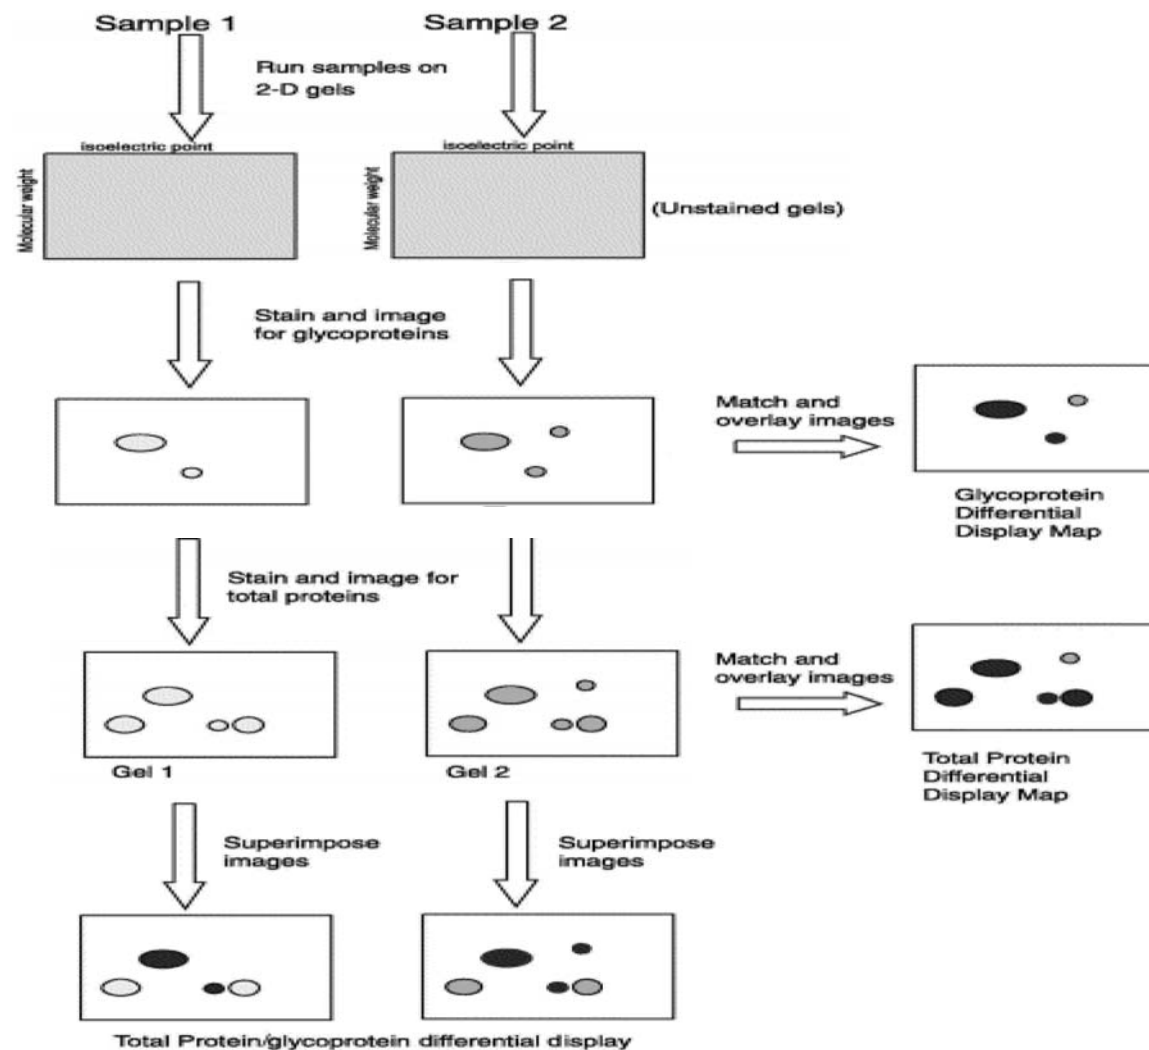 Sample 1
Sample 2
Run samples on
2-D gels
isoelectric point
isoelectric point
Molecular weight
Molecular weight
(Unstained gels)
Stain and image
for glycoproteins
Match and
overlay images
Glycoprotein
Differential
Display Map
Stain and image for
total proteins
Match and
overlay images
Gel 1
Gel 2
Total Protein
Differential
Display Map
Superimpose
images
Superimpose
images
Total Protein/glycoprotein differential display